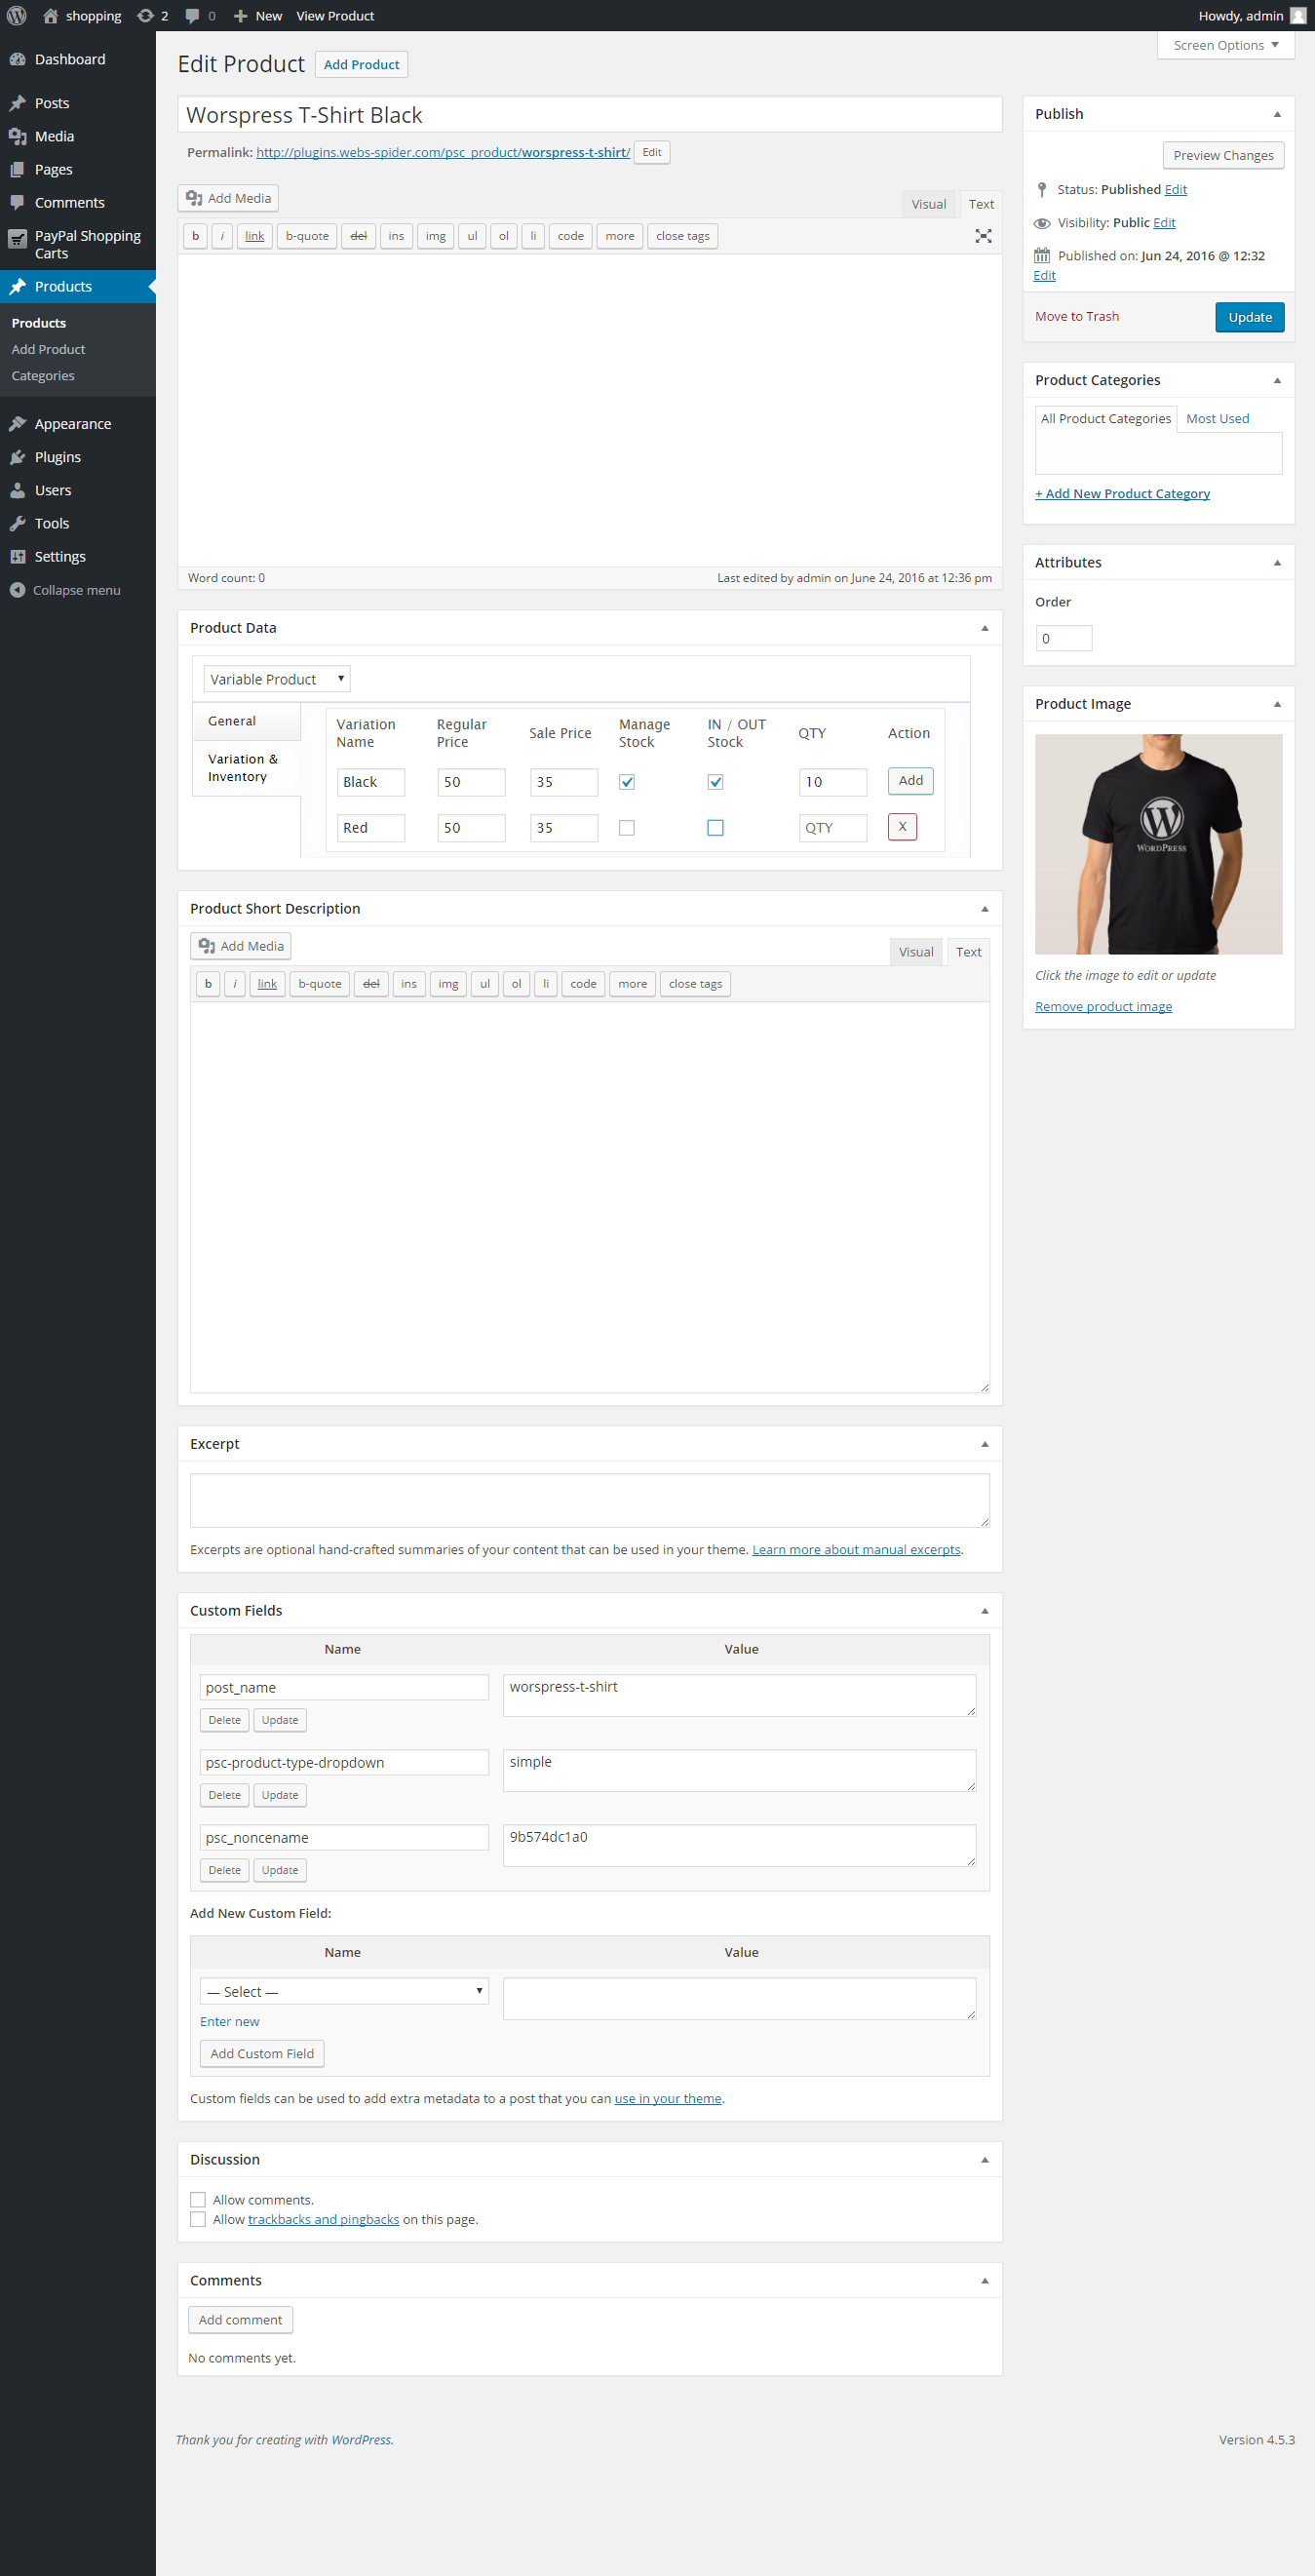 shopping 2 0 New View Product Howdy, admin
Screen Options
Dashboard
Posts
Media
Pages
Comments
PayPal Shopping
Carts
Products
Products
Add Product
Categories
Appearance
Plugins
Users
Tools
Settings
Collapse menu
Edit Product Add Product
Worspress T-Shirt Black
Permalink: http://plugins.webs-spider.com/psc_product/worspress-t-shirt/ Edit
Add Media Visual Text
b i link b-quote del ins img ul ol li code more close tags
Word count: 0 Last edited by admin on June 24, 2016 at 12:36 pm
Product Data
Variable Product
General
Variation &
Inventory
Variation Name Regular Price Sale Price Manage Stock IN / OUT Stock QTY Action
Black 50 35 10 Add
Red 50 35 QTY X
Product Short Description
Add Media Visual Text
b i link b-quote del ins img ul ol li code more close tags
Excerpt
Excerpts are optional hand-crafted summaries of your content that can be used in your theme. Learn more about manual excerpts.
Custom Fields
Name Value
post_name worspress-t-shirt
Delete Update
psc-product-type-dropdown simple
Delete Update
psc_noncename 9b574dc1a0
Delete Update
Add New Custom Field:
Name Value
— Select —
Enter new
Add Custom Field
Custom fields can be used to add extra metadata to a post that you can use in your theme.
Discussion
Allow comments.
Allow trackbacks and pingbacks on this page.
Comments
Add comment
No comments yet.
Publish
Preview Changes
Status: Published Edit
Visibility: Public Edit
Published on: Jun 24, 2016 @ 12:32
Edit
Move to Trash Update
Product Categories
All Product Categories Most Used
+ Add New Product Category
Attributes
Order
0
Product Image
WORDPRESS
Click the image to edit or update
Remove product image
Thank you for creating with WordPress. Version 4.5.3